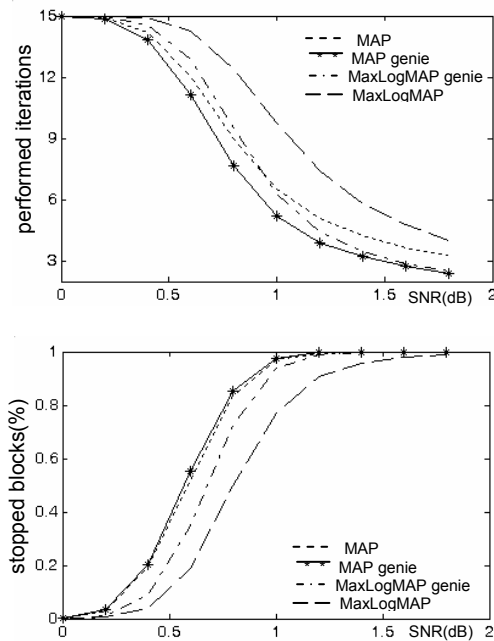 15
12
9
6
3
performed iterations
MAP
MAP genie
MaxLogMAP genie
MaxLogMAP
0
0.5
1
1.5
2
SNR(dB)
1
0.8
0.6
0.4
0.2
0
stopped blocks(%)
MAP
MAP genie
MaxLogMAP genie
MaxLogMAP
0
0.5
1
1.5
2
SNR(dB)